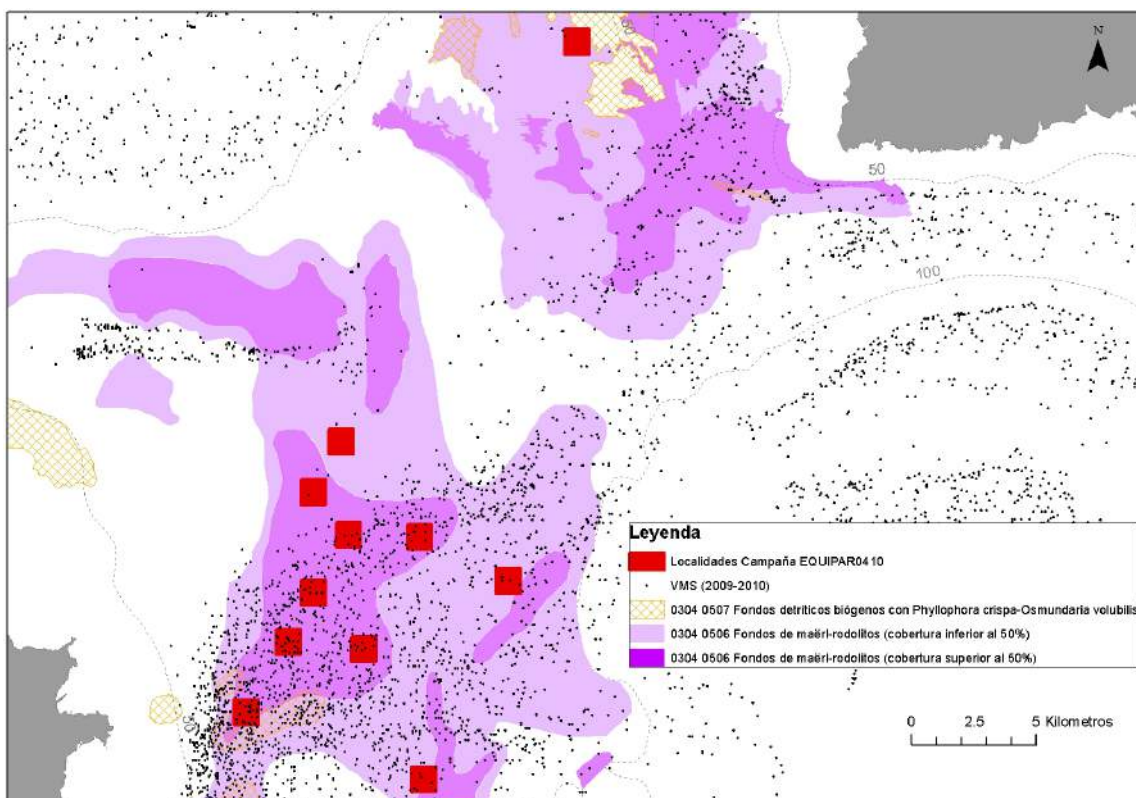 N
50
50
100
Leyenda
Localidades Campaña EQUIPAR0410
VMS (2009-2010)
0304 0507 Fondos detríticos biógenos con Phyllophora crispa-Osmundaria volubilis
0304 0506 Fondos de maërl-rodolitos (cobertura inferior al 50%)
0304 0506 Fondos de maërl-rodolitos (cobertura superior al 50%)
0 2.5 5 Kilometros
50